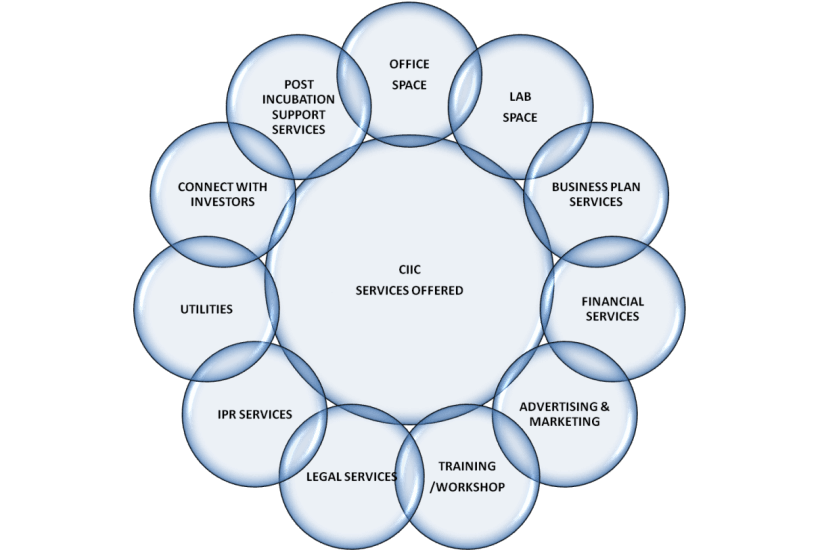 OFFICE
SPACE
LAB
SPACE
BUSINESS PLAN
SERVICES
FINANCIAL
SERVICES
ADVERTISING &
MARKETING
TRAINING
/WORKSHOP
LEGAL SERVICES
IPR SERVICES
UTILITIES
CONNECT WITH
INVESTORS
POST
INCUBATION
SUPPORT
SERVICES
CIIC
SERVICES OFFERED